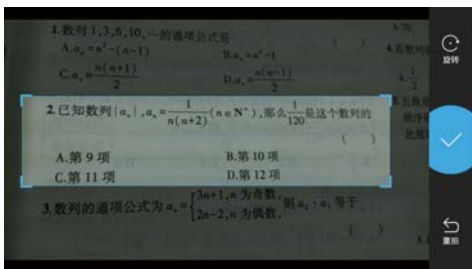 1.数列1,3,6,10,…的通项公式是
( )
A.aₙ=n²-(n-1)
B.aₙ=n²-1
C.aₙ=n(n+1)/2
D.aₙ=n(n-1)/2
2.已知数列{aₙ},aₙ=1/n(n+2)(n∈N⁺),那么1/120是这个数列的
( )
A.第9项
B.第10项
C.第11项
D.第12项
3.数列的通项公式为aₙ={3n+1,n为奇数, 2n-2,n为偶数, 则a₂·a₃等于
( )
旋转
重拍